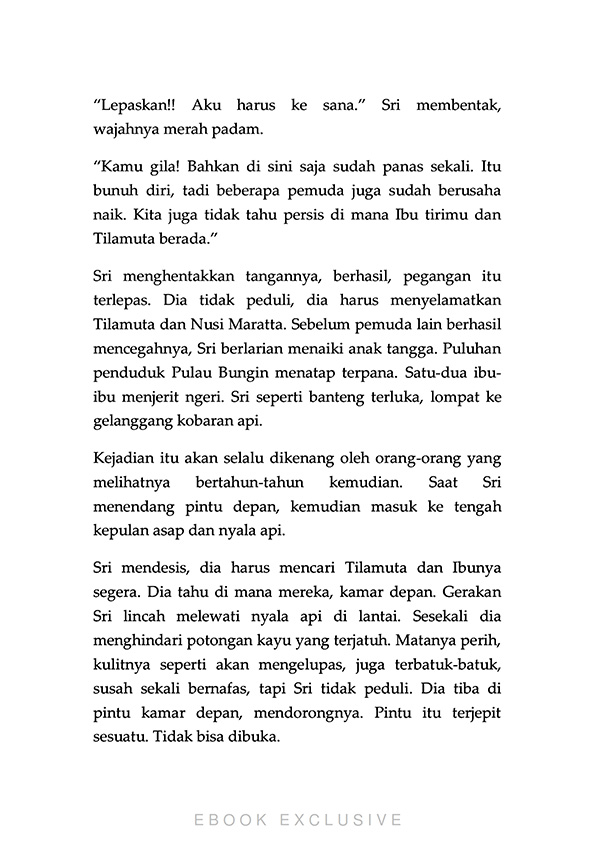 “Lepaskan!! Aku harus ke sana.” Sri membentak,
wajahnya merah padam.
“Kamu gila! Bahkan di sini saja sudah panas sekali. Itu
bunuh diri, tadi beberapa pemuda juga sudah berusaha
naik. Kita juga tidak tahu persis di mana Ibu tirimu dan
Tilamuta berada.”
Sri menghentakkan tangannya, berhasil, pegangan itu
terlepas. Dia tidak peduli, dia harus menyelamatkan
Tilamuta dan Nusi Maratta. Sebelum pemuda lain berhasil
mencegahnya, Sri berlarian menaiki anak tangga. Puluhan
penduduk Pulau Bungin menatap terpana. Satu-dua ibu-
ibu menjerit ngeri. Sri seperti banteng terluka, lompat ke
gelanggang kobaran api.
Kejadian itu akan selalu dikenang oleh orang-orang yang
melihatnya bertahun-tahun kemudian. Saat Sri
menendang pintu depan, kemudian masuk ke tengah
kepulan asap dan nyala api.
Sri mendesis, dia harus mencari Tilamuta dan Ibunya
segera. Dia tahu di mana mereka, kamar depan. Gerakan
Sri lincah melewati nyala api di lantai. Sesekali dia
menghindari potongan kayu yang terjatuh. Matanya perih,
kulitnya seperti akan mengelupas, juga terbatuk-batuk,
susah sekali bernafas, tapi Sri tidak peduli. Dia tiba di
pintu kamar depan, mendorongnya. Pintu itu terjepit
sesuatu. Tidak bisa dibuka.
EBOOK EXCLUSIVE